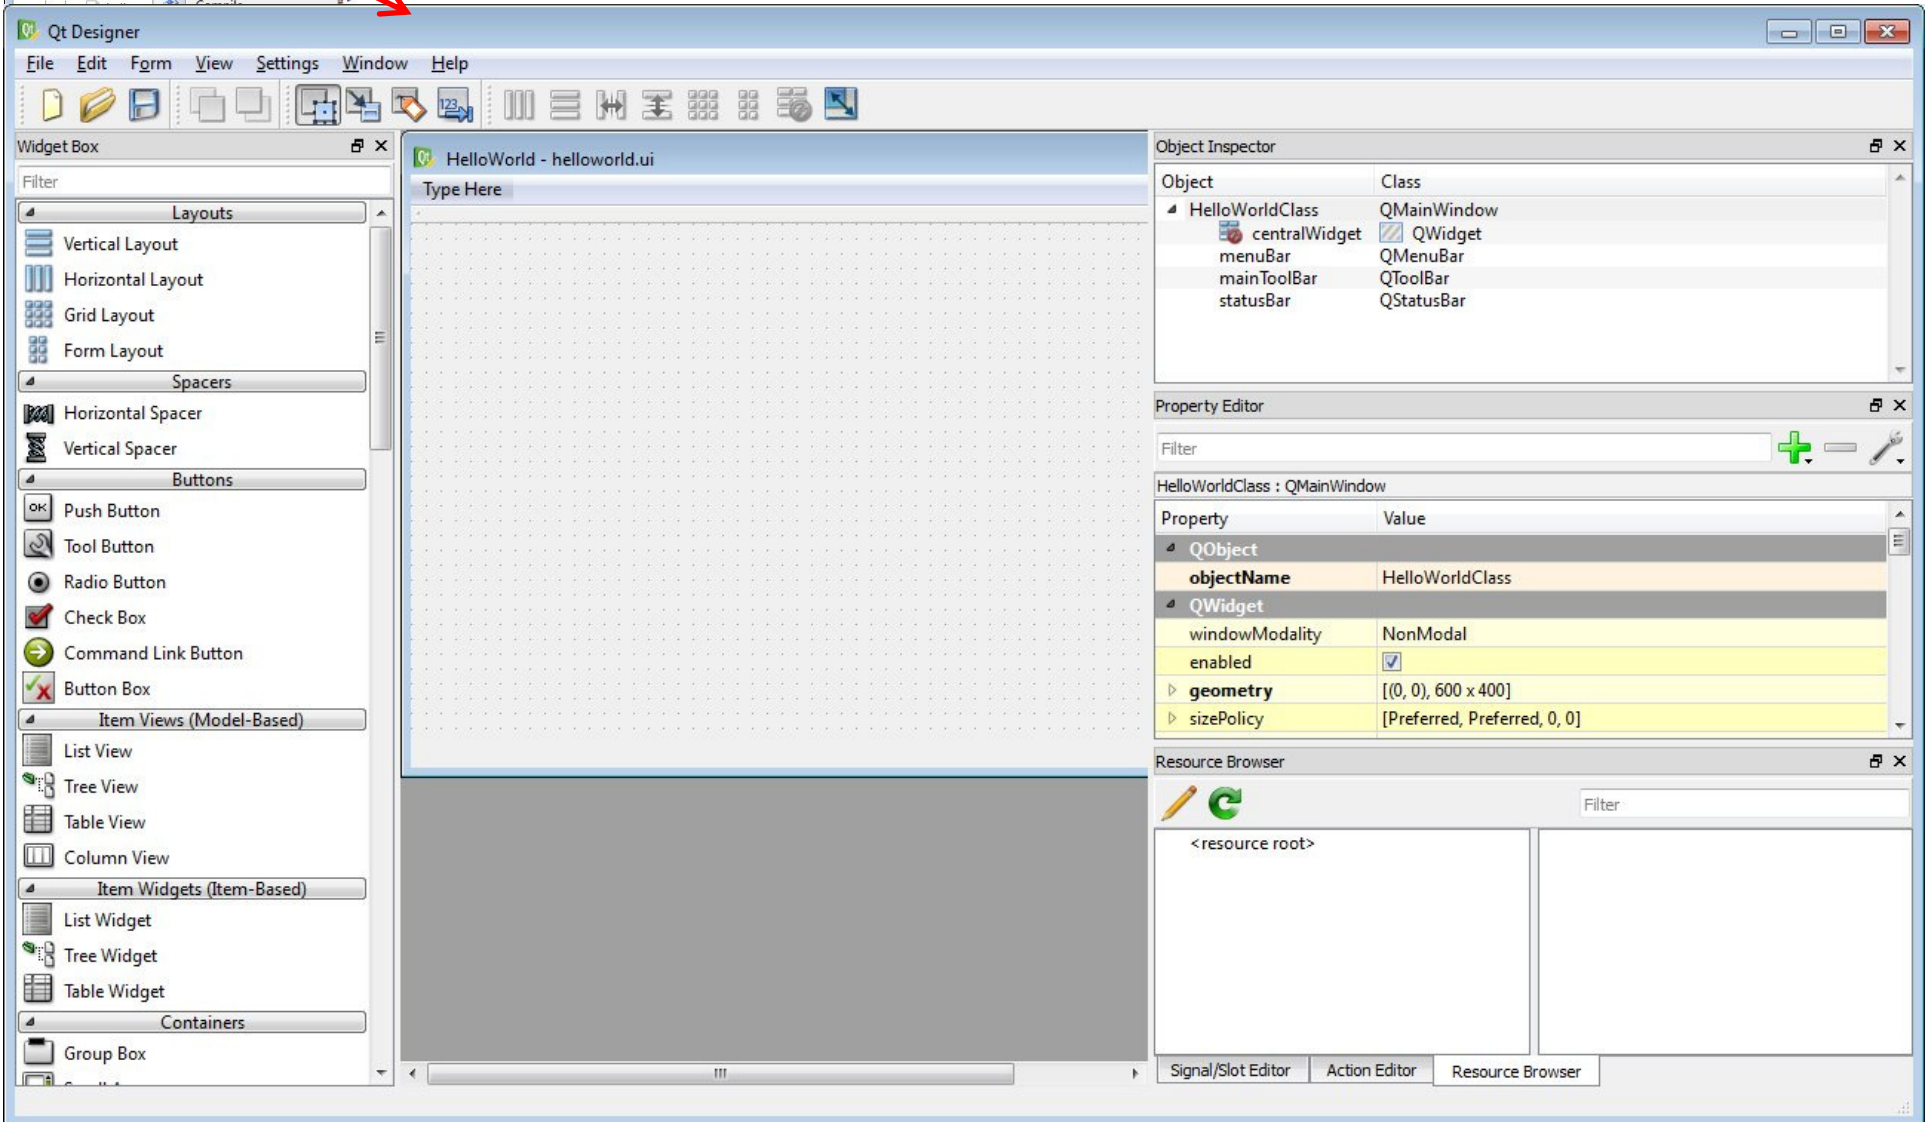 Qt Designer
File Edit Form View Settings Window Help
123
Widget Box
Filter
Layouts
Vertical Layout
Horizontal Layout
Grid Layout
Form Layout
Spacers
Horizontal Spacer
Vertical Spacer
Buttons
OK Push Button
Tool Button
Radio Button
Check Box
Command Link Button
Button Box
Item Views (Model-Based)
List View
Tree View
Table View
Column View
Item Widgets (Item-Based)
List Widget
Tree Widget
Table Widget
Containers
Group Box
HelloWorld - helloworld.ui
Type Here
Object Inspector
Object Class
HelloWorldClass QMainWindow
centralWidget QWidget
menuBar QMenuBar
mainToolBar QToolBar
statusBar QStatusBar
Property Editor
Filter
HelloWorldClass : QMainWindow
Property Value
QObject
objectName HelloWorldClass
QWidget
windowModality NonModal
enabled
geometry [(0, 0), 600 x 400]
sizePolicy [Preferred, Preferred, 0, 0]
Resource Browser
Filter
<resource root>
Signal/Slot Editor Action Editor Resource Browser